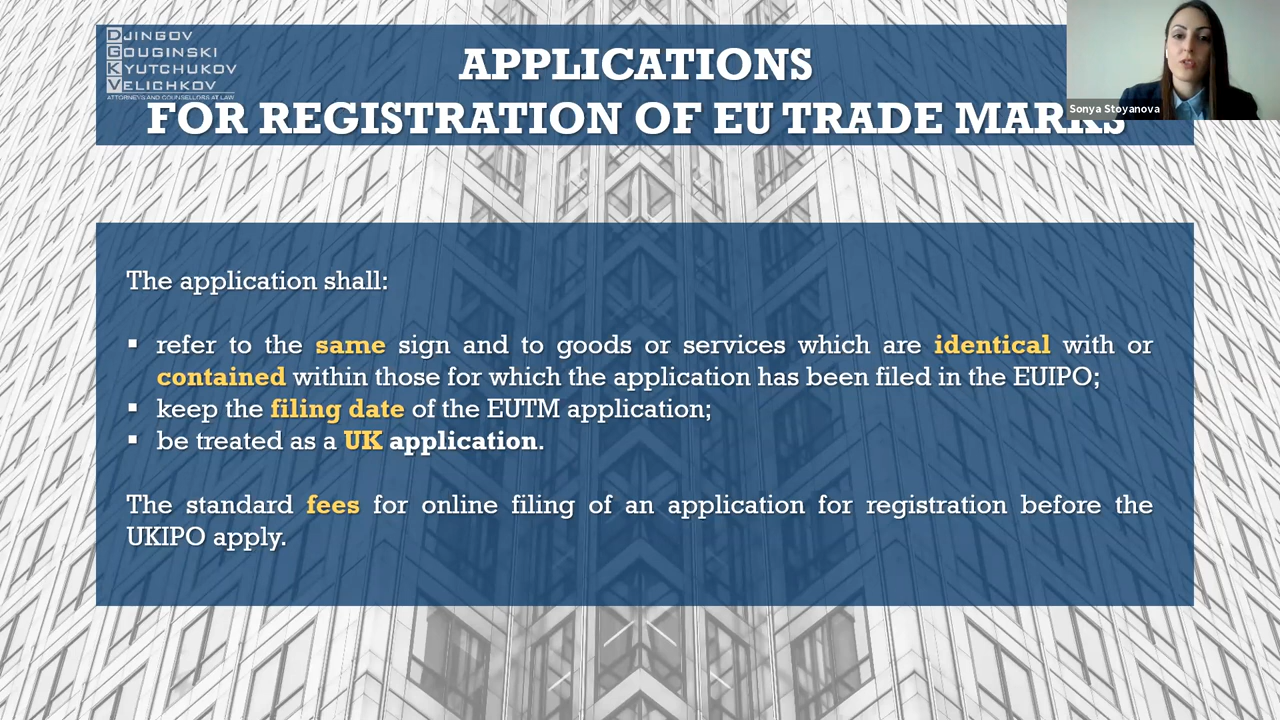 DJINGOV
GOUGINSKI
KYUTCHUKOV
VELICHKOV
ATTORNEYS AND COUNSELLORS AT LAW
APPLICATIONS
FOR REGISTRATION OF EU TRADE MARKS
Sonya Stoyanova
The application shall:
▪ refer to the same sign and to goods or services which are identical with or
contained within those for which the application has been filed in the EUIPO;
▪ keep the filing date of the EUTM application;
▪ be treated as a UK application.
The standard fees for online filing of an application for registration before the
UKIPO apply.